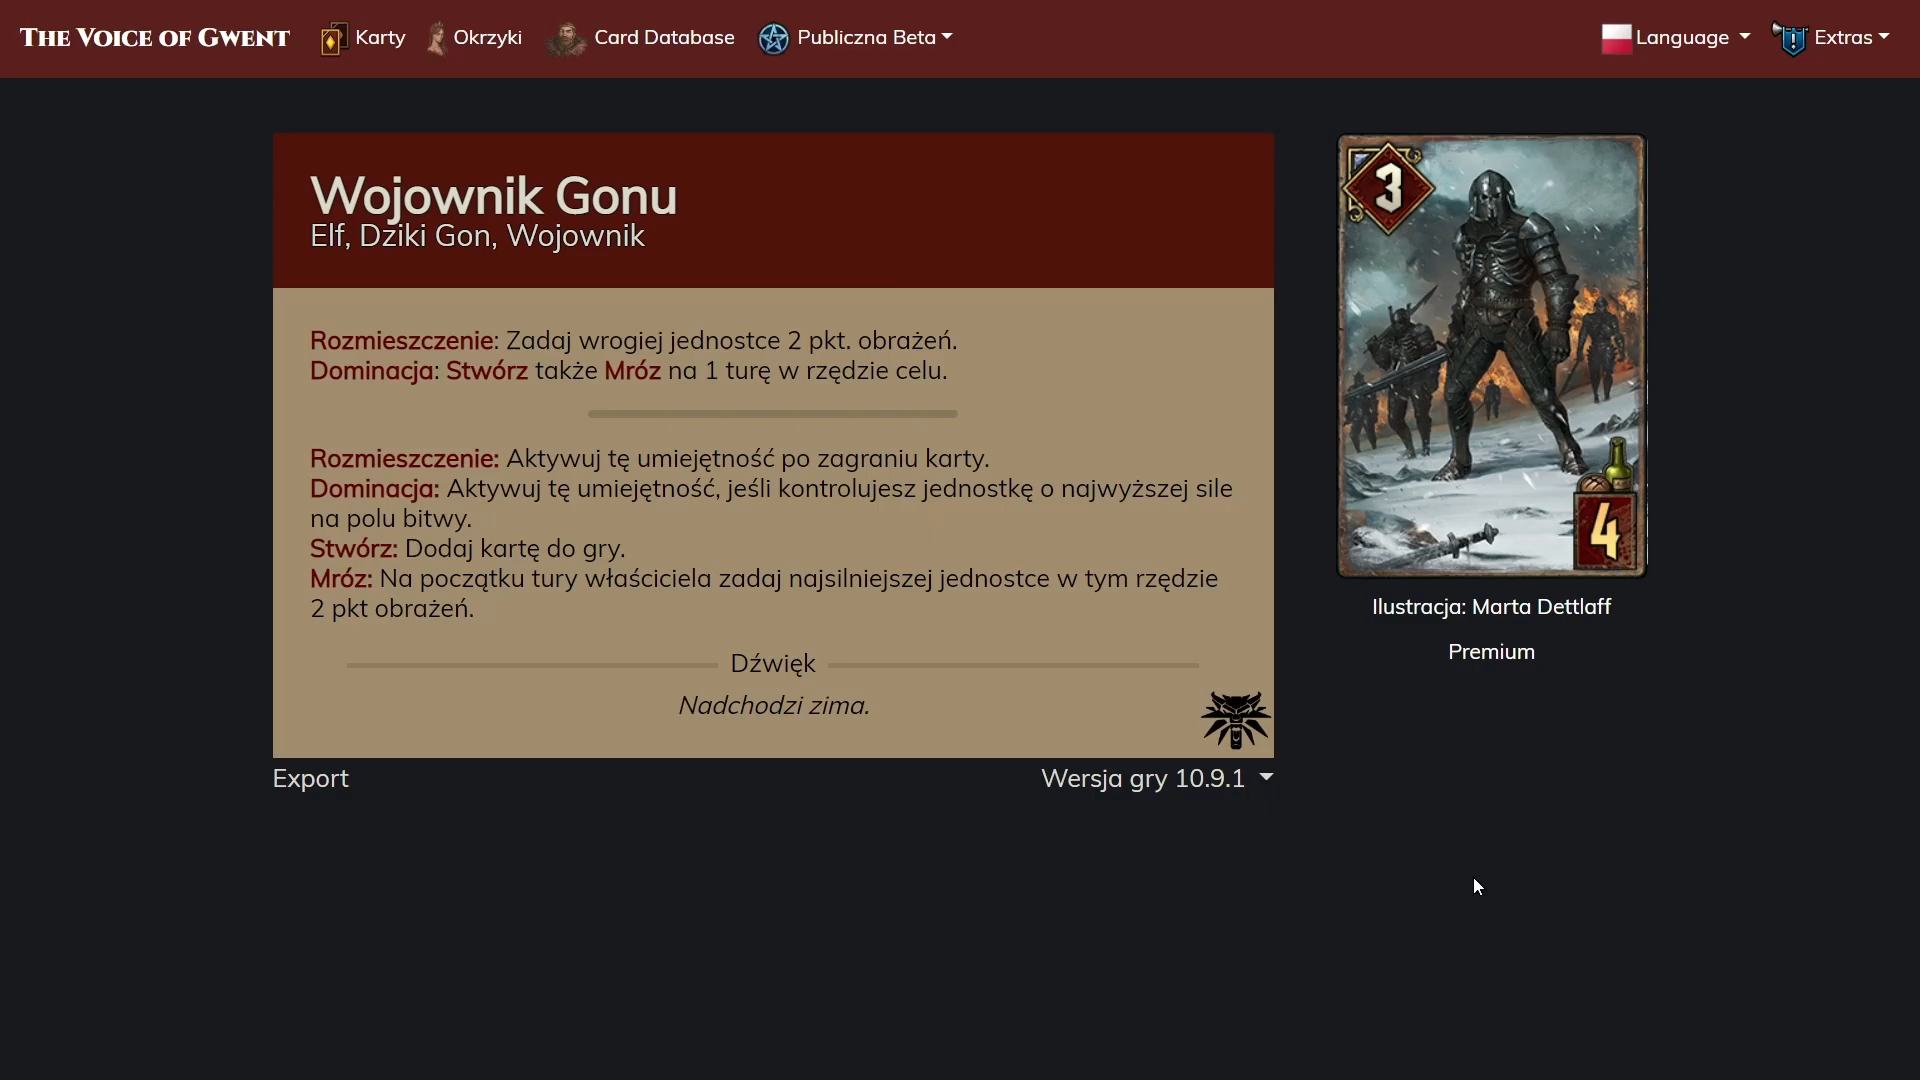 The Voice of Gwent Karty Okrzyki Card Database Publiczna Beta Language Extras
Wojownik Gonu
Elf, Dziki Gon, Wojownik
Rozmieszczenie: Zadaj wrogiej jednostce 2 pkt. obrażeń.
Dominacja: Stwórz także Mróz na 1 turę w rzędzie celu.
Rozmieszczenie: Aktywuj tę umiejętność po zagraniu karty.
Dominacja: Aktywuj tę umiejętność, jeśli kontrolujesz jednostkę o najwyższej sile
na polu bitwy.
Stwórz: Dodaj kartę do gry.
Mróz: Na początku tury właściciela zadaj najsilniejszej jednostce w tym rzędzie
2 pkt obrażeń.
Dźwięk
Nadchodzi zima.
Export Wersja gry 10.9.1
3
4
Ilustracja: Marta Dettlaff
Premium